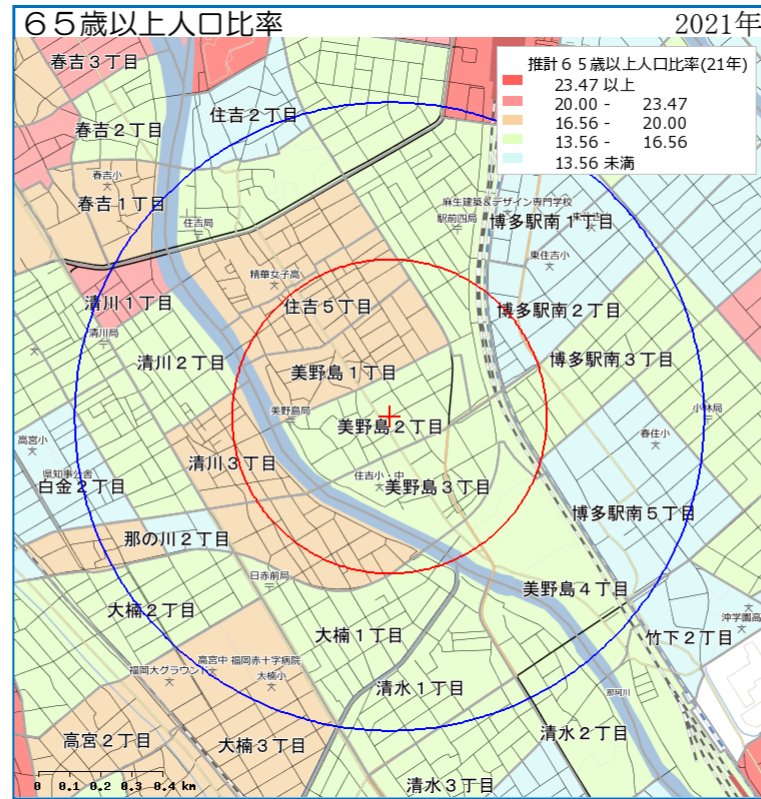 65歳以上人口比率
2021年
推計65歳以上人口比率(21年)
23.47 以上
20.00 - 23.47
16.56 - 20.00
13.56 - 16.56
13.56 未満
春吉3丁目
春吉2丁目
住吉2丁目
春吉小
春吉1丁目
住吉局
麻生建築&デザイン専門学校
駅前四局
博多駅南1丁目
東住吉小
精華女子高
清川1丁目
住吉5丁目
博多駅南2丁目
清川局
清川2丁目
美野島1丁目
博多駅南3丁目
美野島局
美野島2丁目
小林局
高宮小
春住小
清川3丁目
県知事公舎
白金2丁目
住吉小・中
美野島3丁目
博多駅南5丁目
那の川2丁目
日赤前局
美野島4丁目
大楠2丁目
沖学園高
大楠1丁目
竹下2丁目
高宮中
福岡赤十字病院
福岡大グラウンド
大楠小
清水1丁目
那珂川
高宮2丁目
大楠3丁目
清水2丁目
清水3丁目
0 0.1 0.2 0.3 0.4 km